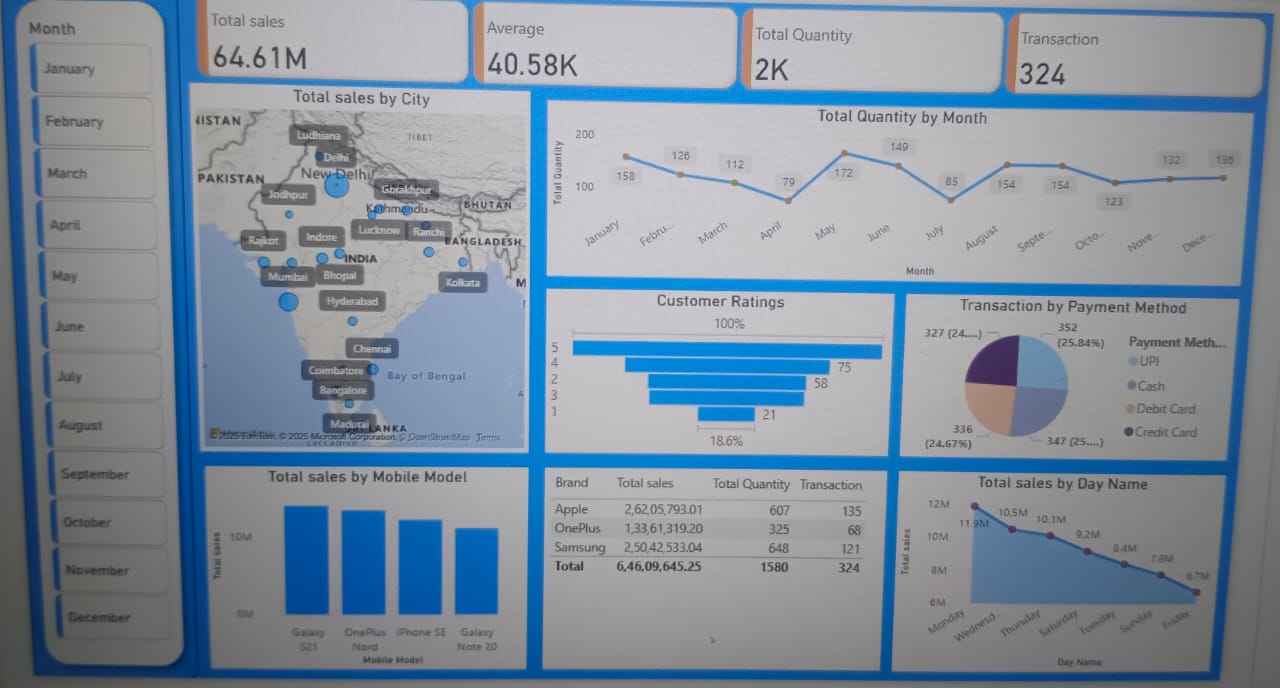 Month
January
February
March
April
May
June
July
August
September
October
November
December
Total sales
64.61M
Average
40.58K
Total Quantity
2K
Transaction
324
Total sales by City
NISTAN
TIBET
Ludhiana
Delhi
New Delhi
PAKISTAN
Jodhpur
Gorakhpur
Kathmandu
BHUTAN
Lucknow
Ranchi
Rajkot
Indore
BANGLADESH
INDIA
Mumbai
Bhopal
Kolkata
M
Hyderabad
Chennai
Coimbatore
Bay of Bengal
Bangalore
Madurai
LANKA
© 2025 TomTom, © 2025 Microsoft Corporation, © OpenStreetMap Terms
Total Quantity by Month
Total Quantity
200
100
158
126
112
79
172
149
85
154
154
123
132
136
January
Febru...
March
April
May
June
July
August
Septe...
Octo...
Nove...
Dece...
Month
Customer Ratings
100%
5
4
75
2
58
3
1
21
18.6%
Transaction by Payment Method
327 (24....)
352
(25.84%)
336
(24.67%)
347 (25....)
Payment Meth...
UPI
Cash
Debit Card
Credit Card
Total sales by Mobile Model
Total sales
10M
0M
Galaxy
S21
OnePlus
Nord
iPhone SE
Galaxy
Note 20
Mobile Model
Brand Total sales Total Quantity Transaction
Apple 2,62,05,793.01 607 135
OnePlus 1,33,61,319.20 325 68
Samsung 2,50,42,533.04 648 121
Total 6,46,09,645.25 1580 324
Total sales by Day Name
Total sales
12M
10M
8M
6M
11.9M
10.5M
10.1M
9.2M
8.4M
7.8M
6.7M
Monday
Wednesd...
Thursday
Saturday
Tuesday
Sunday
Friday
Day Name